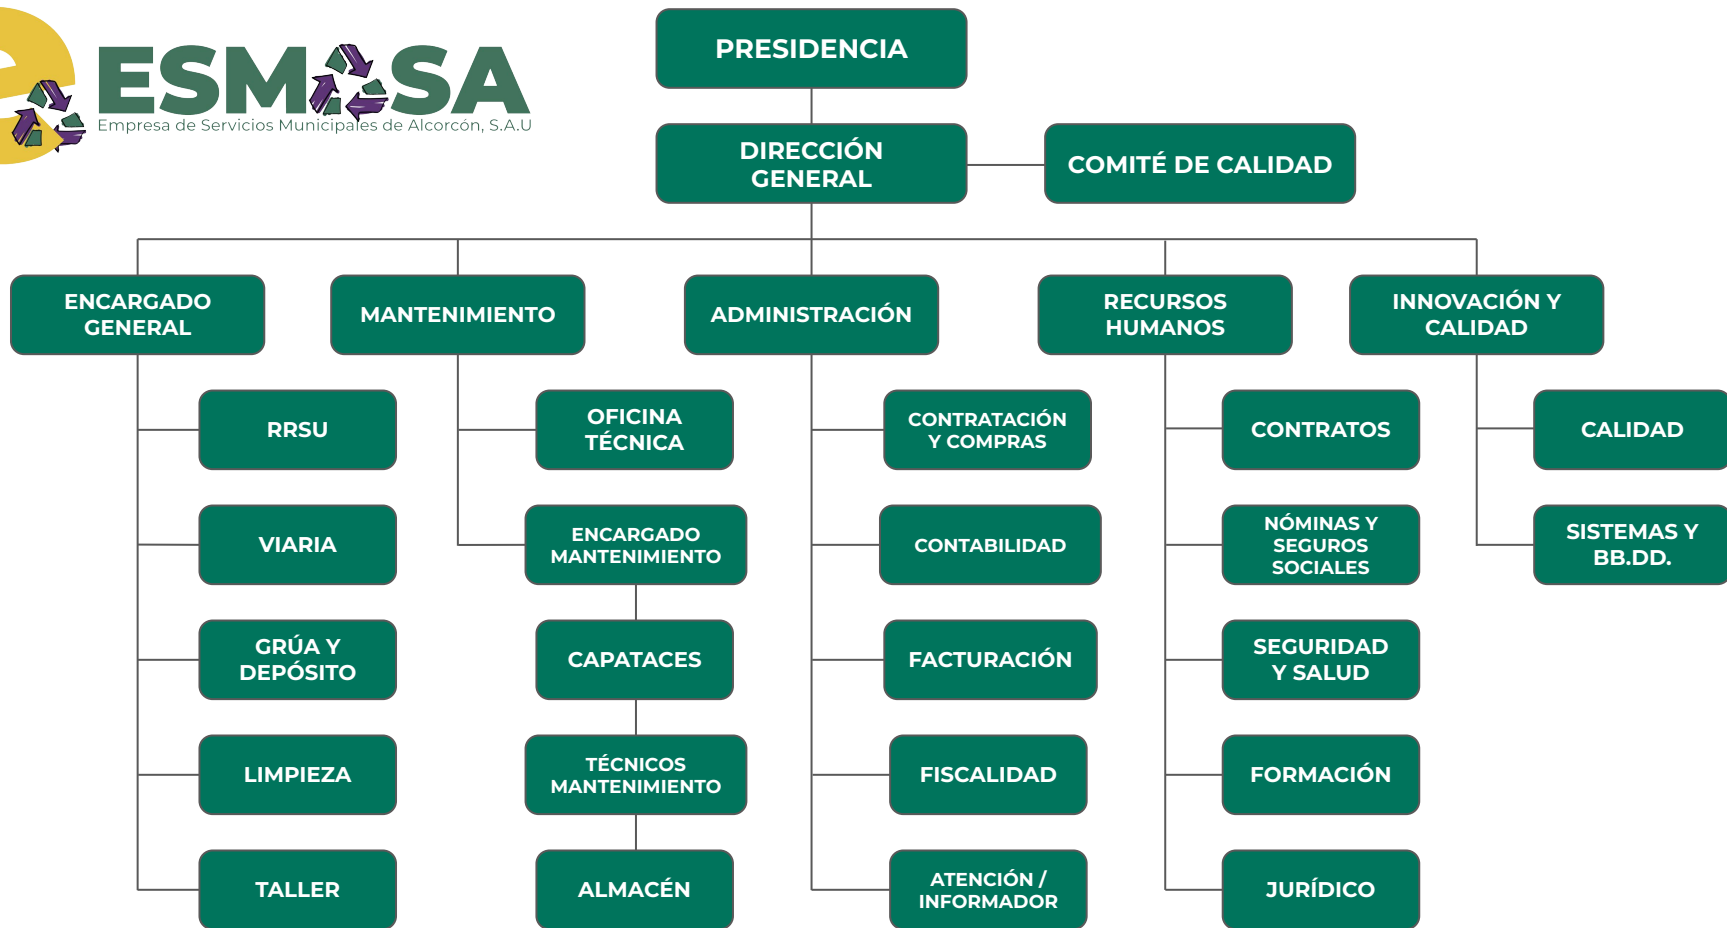 ESMASA
Empresa de Servicios Municipales de Alcorcón, S.A.U
PRESIDENCIA
DIRECCIÓN
GENERAL
COMITÉ DE CALIDAD
ENCARGADO
GENERAL
MANTENIMIENTO
ADMINISTRACIÓN
RECURSOS
HUMANOS
INNOVACIÓN Y
CALIDAD
RRSU
OFICINA
TÉCNICA
CONTRATACIÓN
Y COMPRAS
CONTRATOS
CALIDAD
VIARIA
ENCARGADO
MANTENIMIENTO
CONTABILIDAD
NÓMINAS Y
SEGUROS
SOCIALES
SISTEMAS Y
BB.DD.
GRÚA Y
DEPÓSITO
CAPATACES
FACTURACIÓN
SEGURIDAD
Y SALUD
LIMPIEZA
TÉCNICOS
MANTENIMIENTO
FISCALIDAD
FORMACIÓN
TALLER
ALMACÉN
ATENCIÓN /
INFORMADOR
JURÍDICO